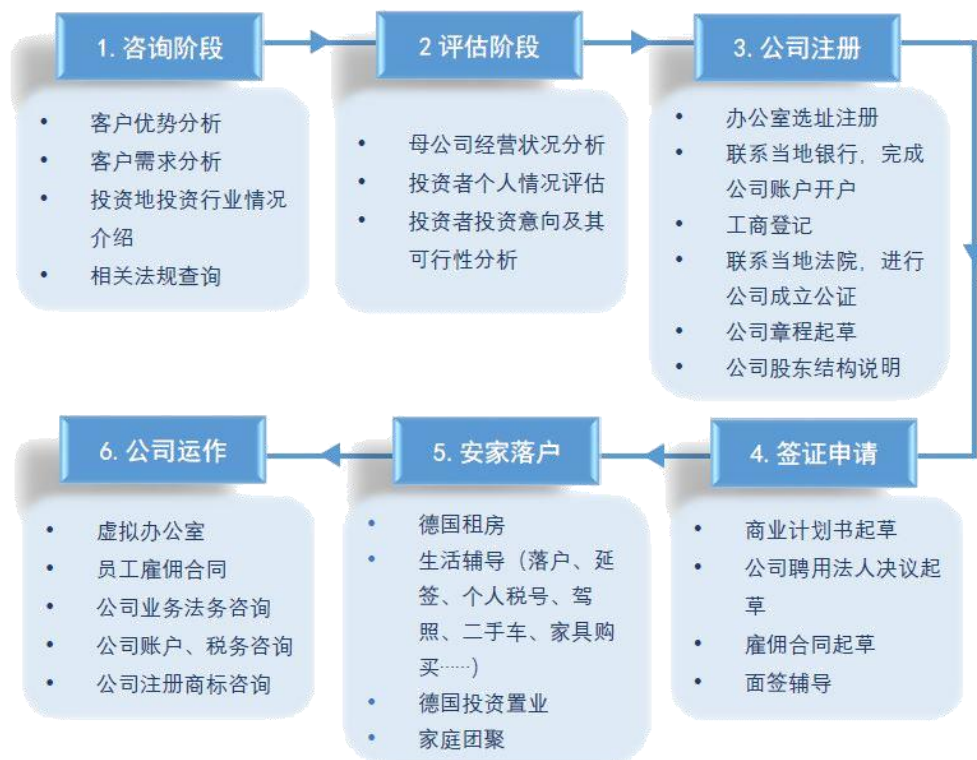 1. 咨询阶段
客户优势分析
客户需求分析
投资地投资行业情况
介绍
相关法规查询
2 评估阶段
母公司经营状况分析
投资者个人情况评估
投资者投资意向及其
可行性分析
3. 公司注册
办公室选址注册
联系当地银行，完成
公司账户开户
工商登记
联系当地法院，进行
公司成立公证
公司章程起草
公司股东结构说明
4. 签证申请
商业计划书起草
公司聘用法人决议起
草
雇佣合同起草
面签辅导
5. 安家落户
德国租房
生活辅导（落户、延
签、个人税号、驾
照、二手车、家具购
买……）
德国投资置业
家庭团聚
6. 公司运作
虚拟办公室
员工雇佣合同
公司业务法务咨询
公司账户、税务咨询
公司注册商标咨询